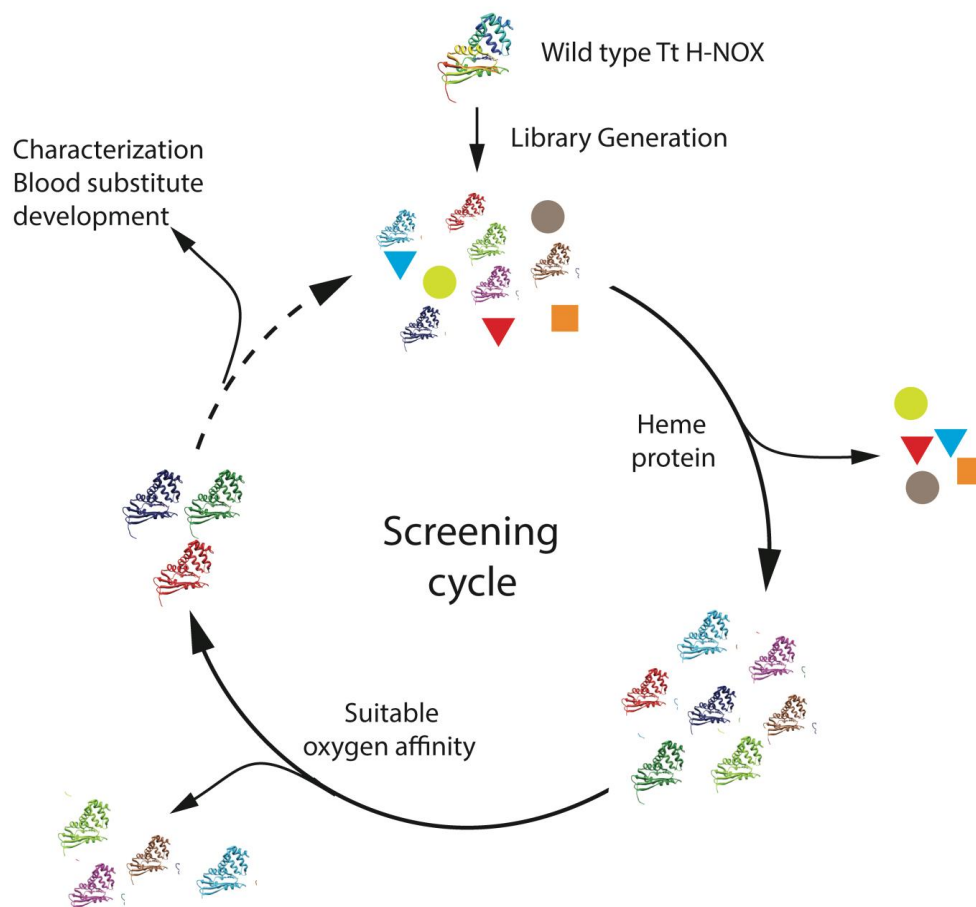 Wild type Tt H-NOX
Library Generation
Characterization
Blood substitute
development
Heme
protein
Screening
cycle
Suitable
oxygen affinity